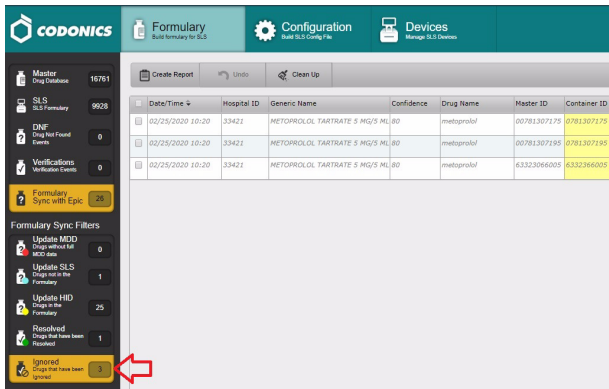 CODONICS
Formulary
Build formulary for SLS
Configuration
Build SLS Config File
Devices
Manage SLS Devices
Master
Drug Database
16761
SLS
SLS Formulary
9928
DNF
Drug Not Found
Events
0
Verifications
Verification Events
0
Formulary
Sync with Epic
26
Formulary Sync Filters
Update MDD
Drugs without full
MDD data
0
Update SLS
Drugs not in the
Formulary
1
Update HID
Drugs in the
Formulary
25
Resolved
Drugs that have been
Resolved
1
Ignored
Drugs that have been
Ignored
3
Create Report Undo Clean Up
Date/Time Hospital ID Generic Name Confidence Drug Name Master ID Container ID
02/25/2020 10:20 33421 METOPROLOL TARTRATE 5 MG/5 ML 80 metoprolol 00781307175 0781307175
02/25/2020 10:20 33421 METOPROLOL TARTRATE 5 MG/5 ML 80 metoprolol 00781307195 0781307195
02/25/2020 10:20 33421 METOPROLOL TARTRATE 5 MG/5 ML 80 metoprolol 63323066005 6332366005